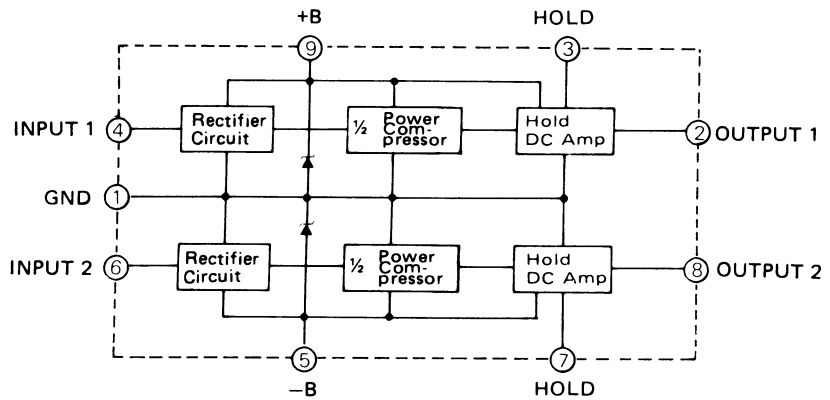 +B
HOLD
9
3
INPUT 1
4
Rectifier
Circuit
½
Power
Com-
pressor
Hold
DC Amp
2
OUTPUT 1
GND
1
INPUT 2
6
Rectifier
Circuit
½
Power
Com-
pressor
Hold
DC Amp
8
OUTPUT 2
5
7
−B
HOLD